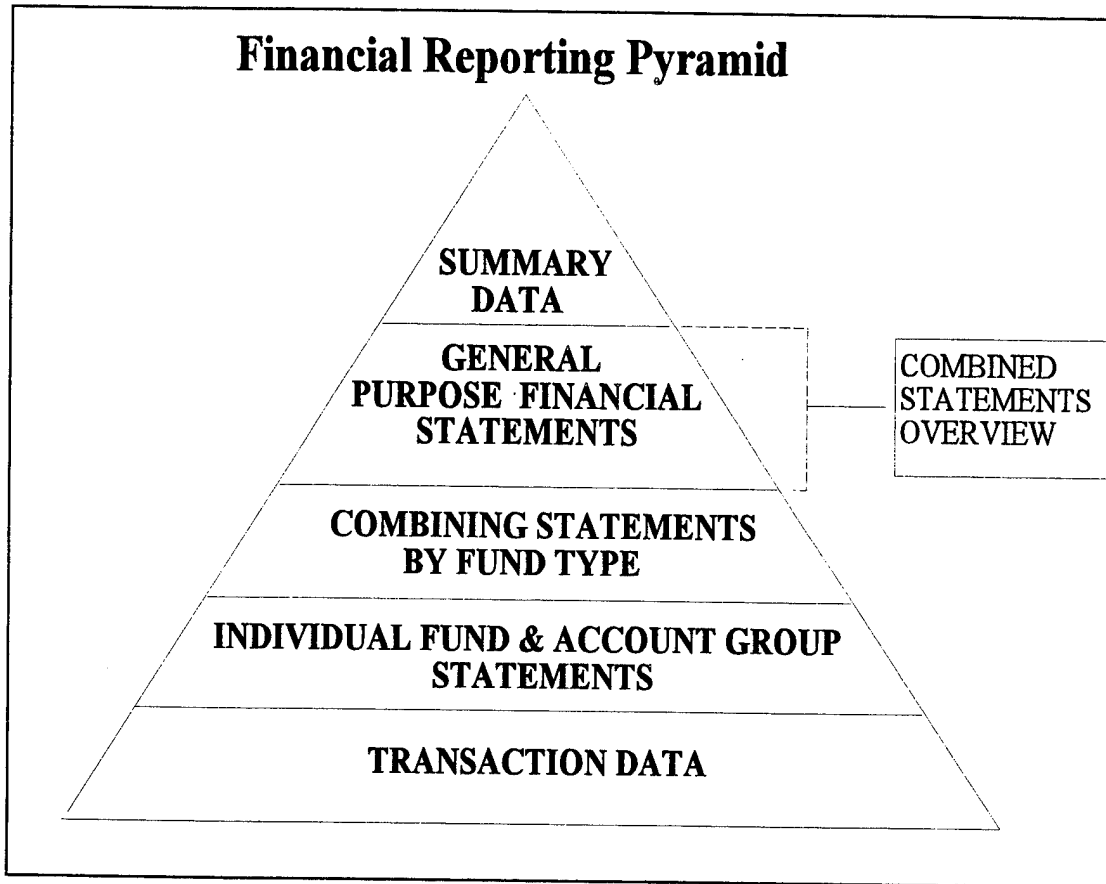 Financial Reporting Pyramid
SUMMARY
DATA
GENERAL
PURPOSE FINANCIAL
STATEMENTS
COMBINED
STATEMENTS
OVERVIEW
COMBINING STATEMENTS
BY FUND TYPE
INDIVIDUAL FUND & ACCOUNT GROUP
STATEMENTS
TRANSACTION DATA